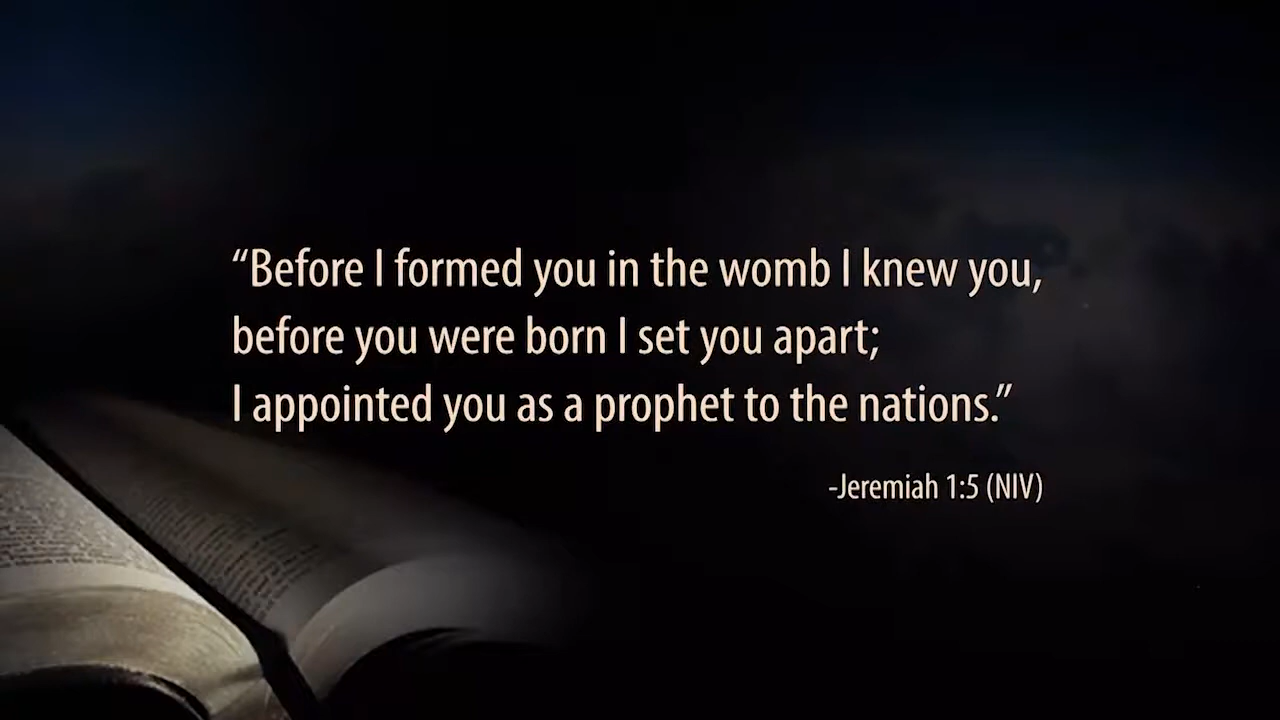 “Before I formed you in the womb I knew you,
before you were born I set you apart;
I appointed you as a prophet to the nations.”
-Jeremiah 1:5 (NIV)